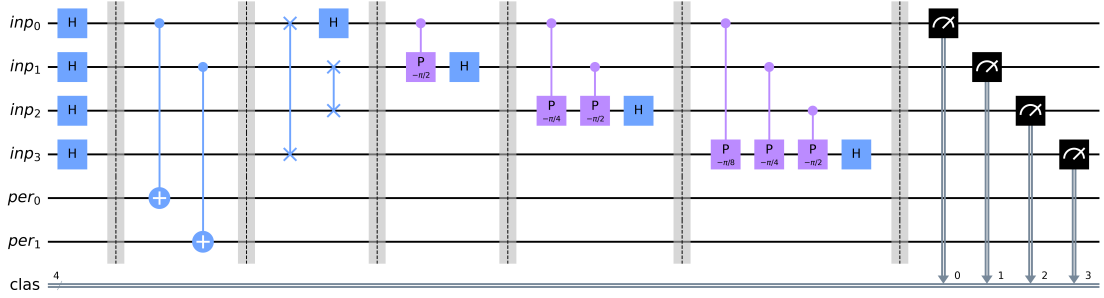 inp0 H H
inp1 H P H
−π/2
inp2 H P P H
−π/4 −π/2
inp3 H P P P H
−π/8 −π/4 −π/2
per0
per1
clas 4 0 1 2 3